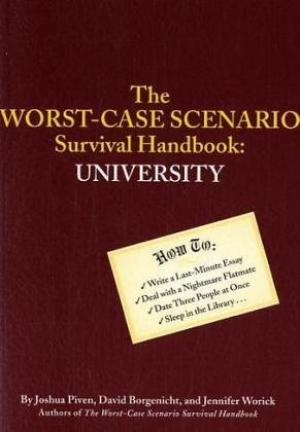 The
WORST-CASE SCENARIO
Survival Handbook:
UNIVERSITY
How To:
✓ Write a Last-Minute Essay
✓ Deal with a Nightmare Flatmate
✓ Date Three People at Once
✓ Sleep in the Library . . .
By Joshua Piven, David Borgenicht, and Jennifer Worick
Authors of The Worst-Case Scenario Survival Handbook